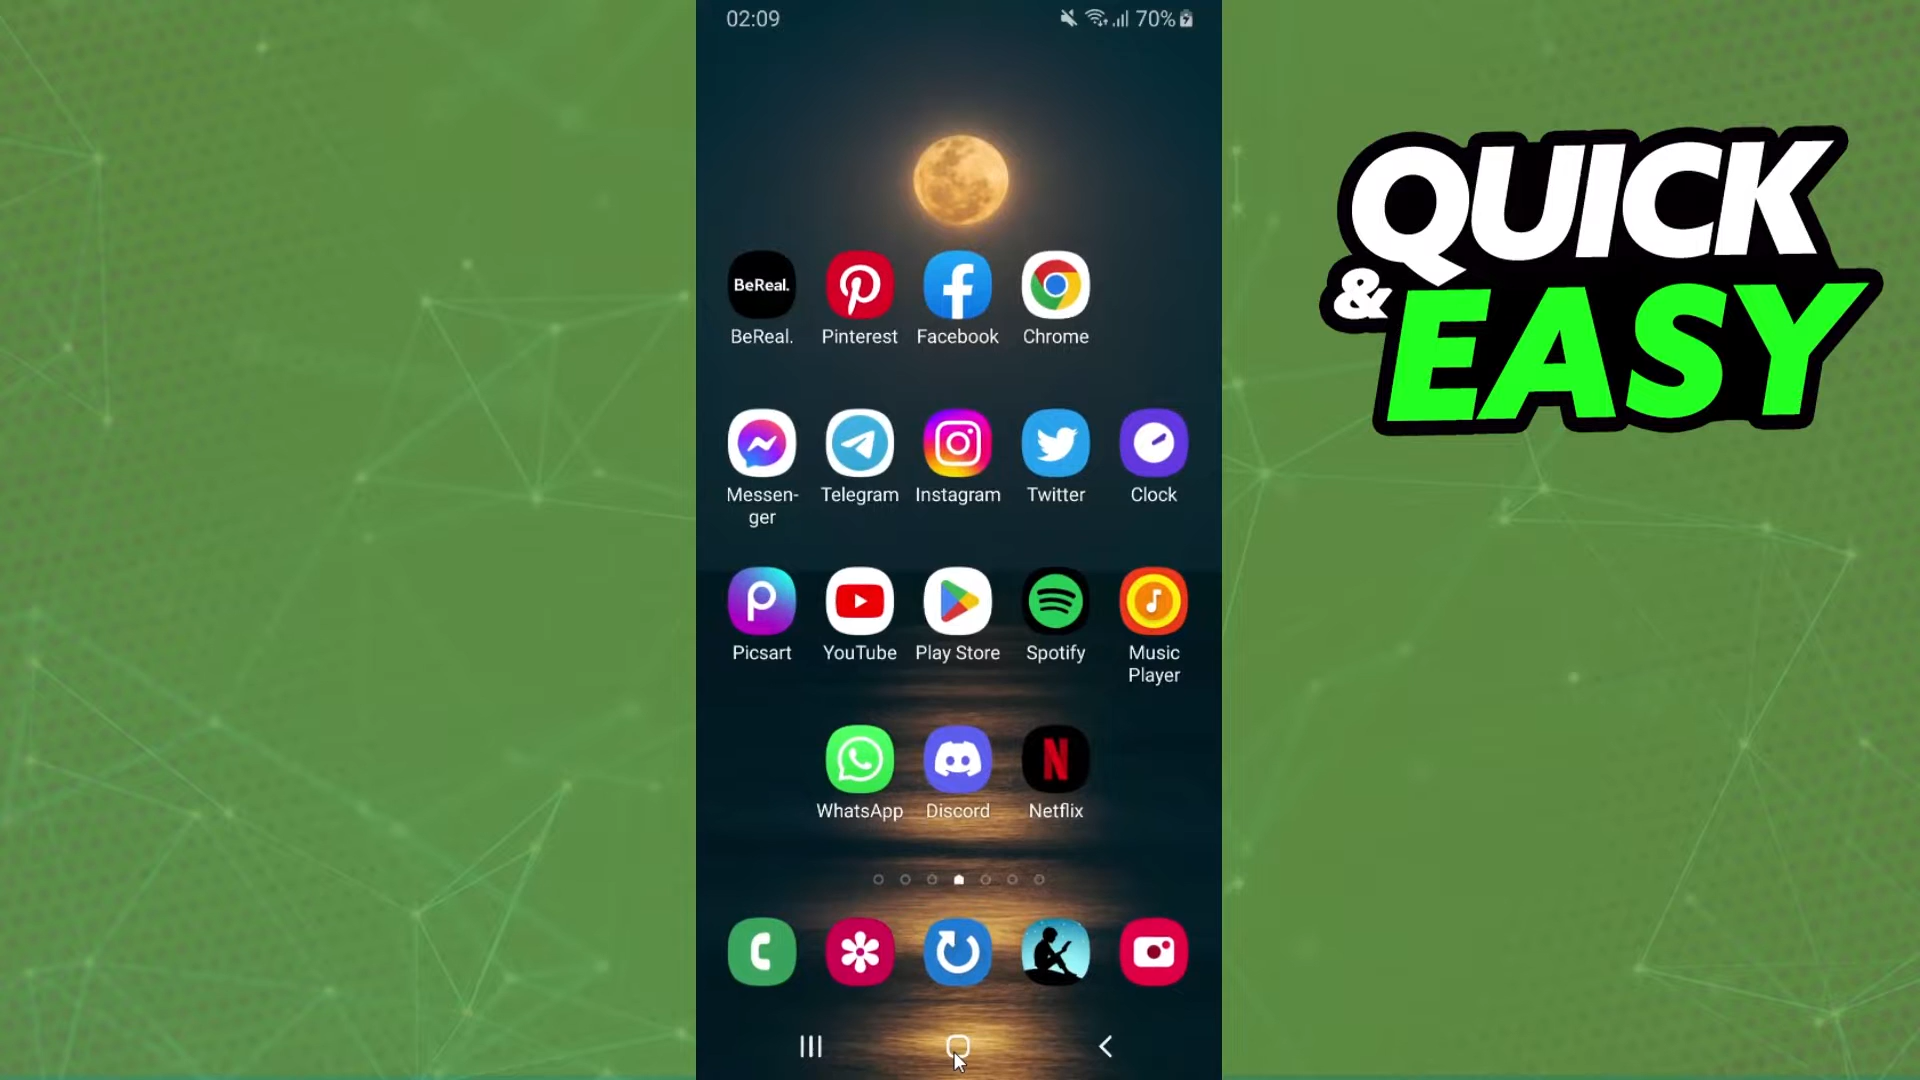 02:09
70%
QUICK
& EASY
BeReal.
BeReal. Pinterest Facebook Chrome
Messen-
ger
Telegram Instagram Twitter Clock
Picsart YouTube Play Store Spotify Music
Player
N
WhatsApp Discord Netflix